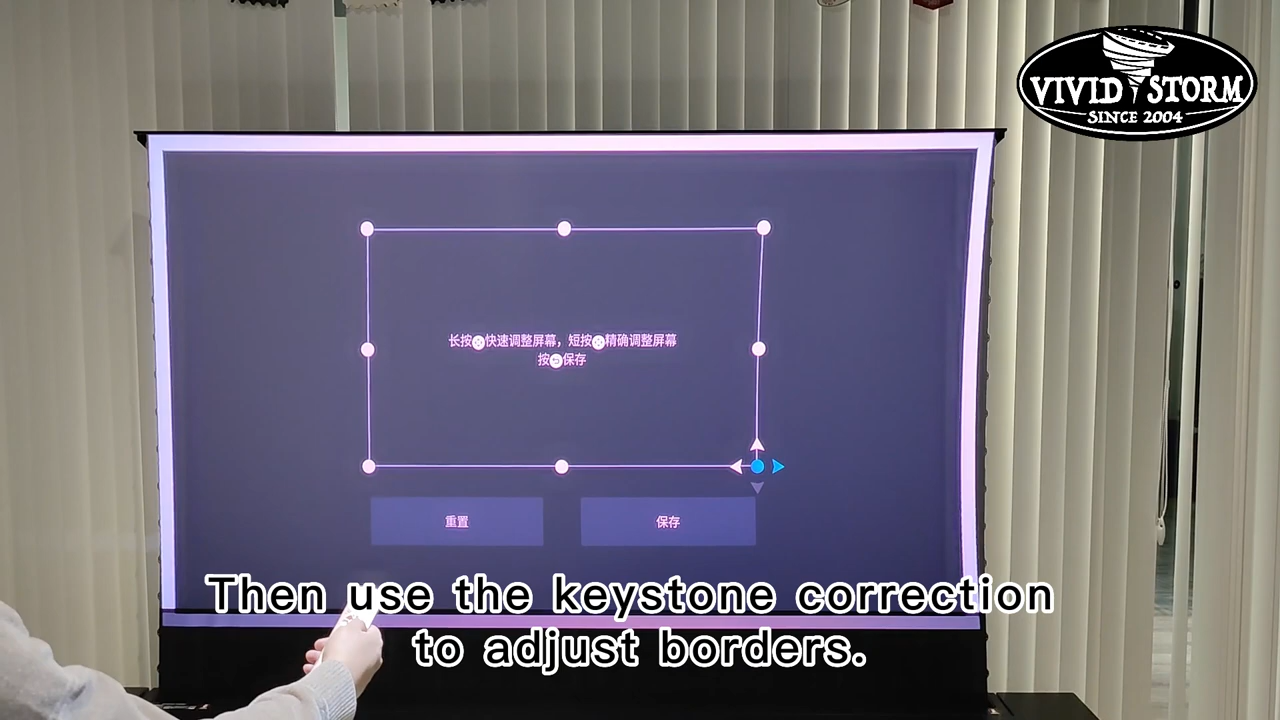 VIVID STORM
SINCE 2004
长按快速调整屏幕，短按精确调整屏幕
按保存
重置
保存
Then use the keystone correction
to adjust borders.